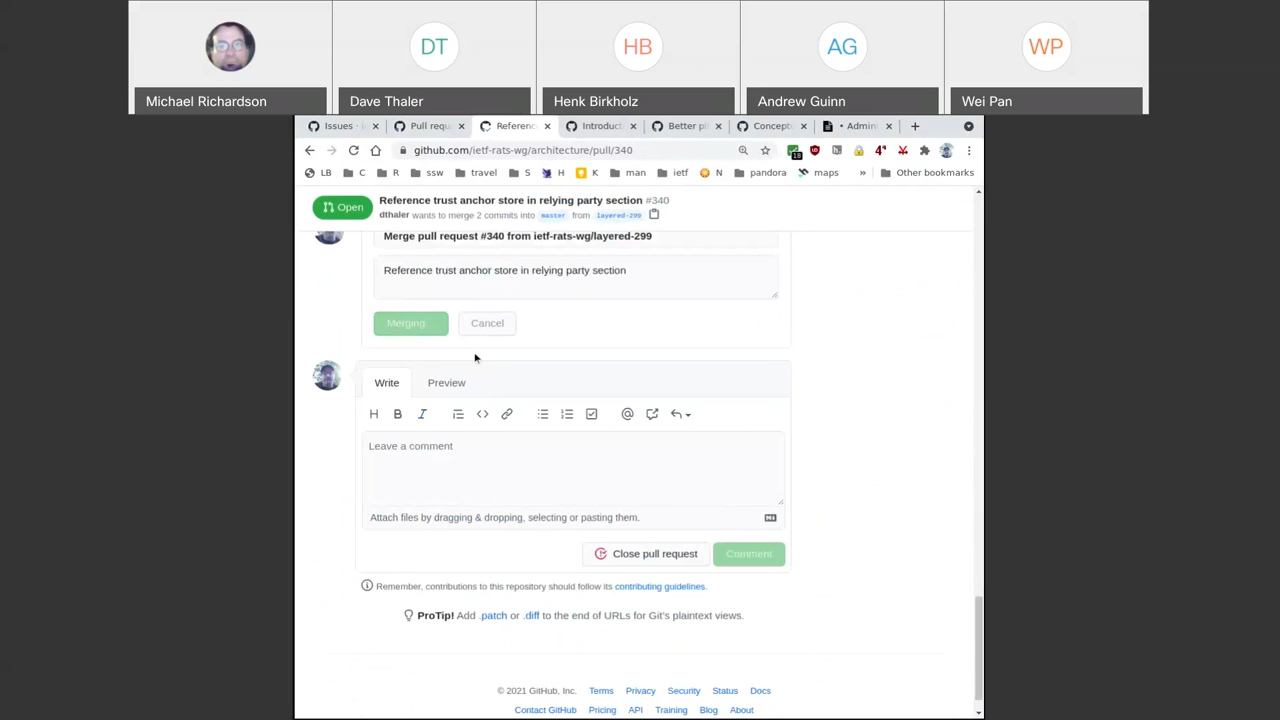 DT
HB
AG
WP
Michael Richardson
Dave Thaler
Henk Birkholz
Andrew Guinn
Wei Pan
Issues
Pull requ
Referenc
Introduct
Better pl
Concept
• Admin
github.com/ietf-rats-wg/architecture/pull/340
18
LB
C
R
ssw
travel
S
H
K
man
ietf
N
pandora
maps
»
Other bookmarks
Open
Reference trust anchor store in relying party section #340
dthaler wants to merge 2 commits into master from layered-299
Merge pull request #340 from ietf-rats-wg/layered-299
Reference trust anchor store in relying party section
Merging
Cancel
Write
Preview
Leave a comment
Attach files by dragging & dropping, selecting or pasting them.
Close pull request
Comment
Remember, contributions to this repository should follow its contributing guidelines.
ProTip! Add .patch or .diff to the end of URLs for Git's plaintext views.
© 2021 GitHub, Inc.
Terms
Privacy
Security
Status
Docs
Contact GitHub
Pricing
API
Training
Blog
About